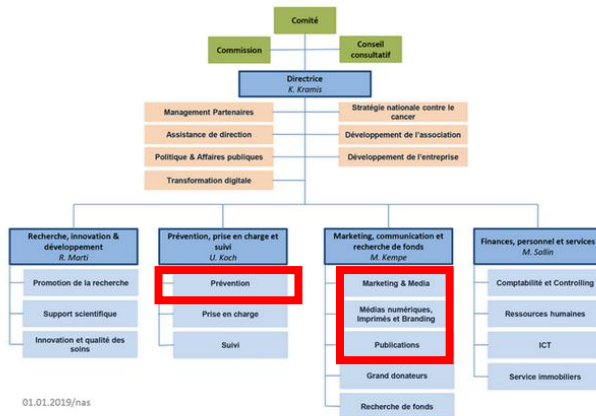 Comité
Commission
Conseil
consultatif
Directrice
K. Kramis
Management Partenaires
Stratégie nationale contre le
cancer
Assistance de direction
Développement de l'association
Politique & Affaires publiques
Développement de l'entreprise
Transformation digitale
Recherche, innovation &
développement
R. Marti
Promotion de la recherche
Support scientifique
Innovation et qualité des
soins
Prévention, prise en charge et
suivi
U. Koch
Prévention
Prise en charge
Suivi
Marketing, communication et
recherche de fonds
M. Kempe
Marketing & Media
Médias numériques,
Imprimés et Branding
Publications
Grand donateurs
Recherche de fonds
Finances, personnel et services
M. Sallin
Comptabilité et Controlling
Ressources humaines
ICT
Service immobiliers
01.01.2019/nas